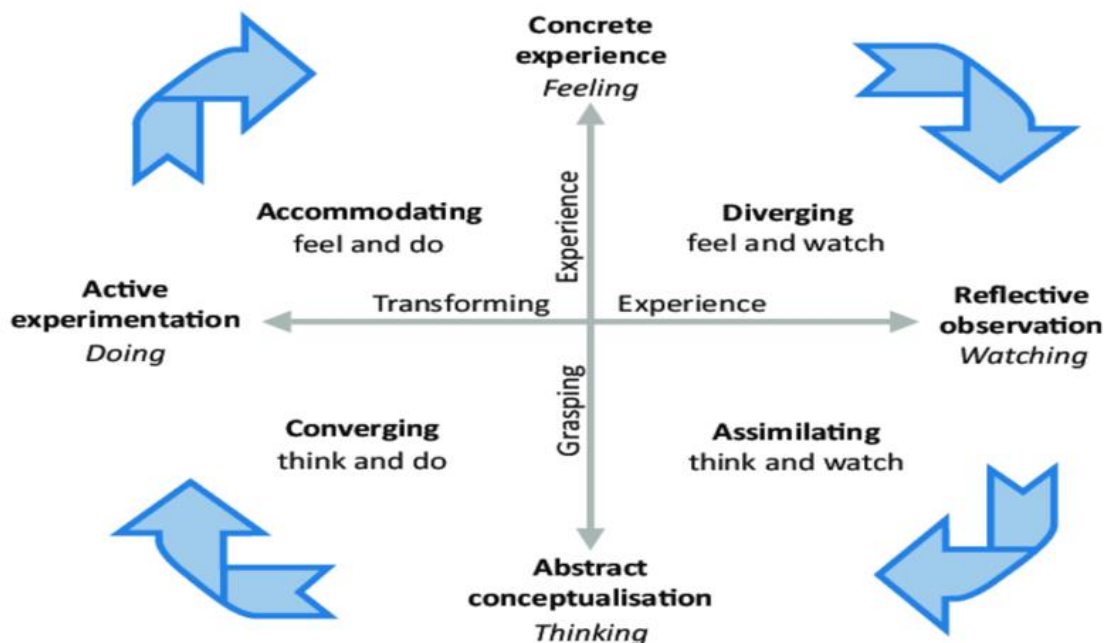 Concrete
experience
Feeling
Accommodating
feel and do
Experience
Diverging
feel and watch
Active
experimentation
Doing
Transforming
Experience
Reflective
observation
Watching
Grasping
Converging
think and do
Assimilating
think and watch
Abstract
conceptualisation
Thinking